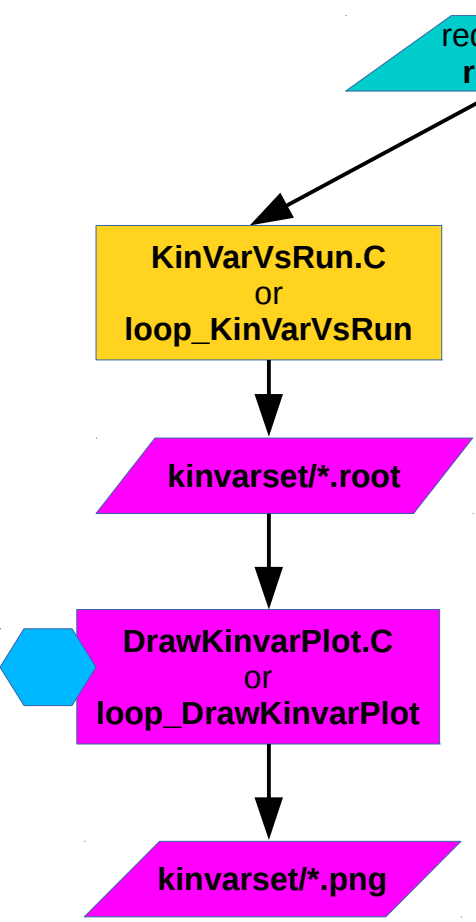 KinVarVsRun.C
or
loop_KinVarVsRun
kinvarset/*.root
DrawKinvarPlot.C
or
loop_DrawKinvarPlot
kinvarset/*.png